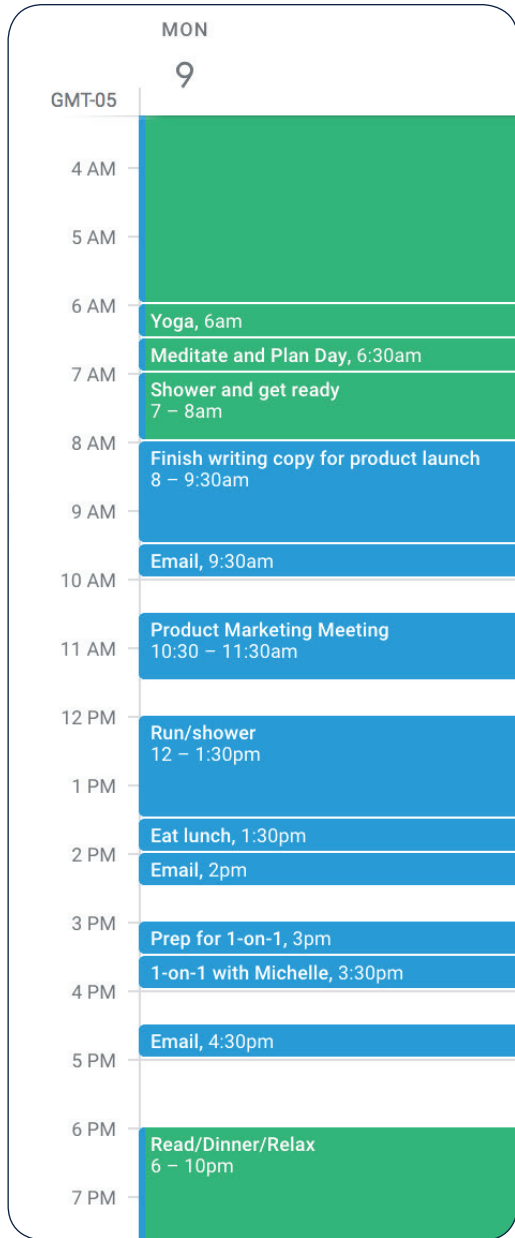 MON
9
GMT-05
4 AM
5 AM
6 AM
Yoga, 6am
Meditate and Plan Day, 6:30am
7 AM
Shower and get ready
7 – 8am
8 AM
Finish writing copy for product launch
8 – 9:30am
9 AM
Email, 9:30am
10 AM
Product Marketing Meeting
10:30 – 11:30am
11 AM
12 PM
Run/shower
12 – 1:30pm
1 PM
Eat lunch, 1:30pm
2 PM
Email, 2pm
3 PM
Prep for 1-on-1, 3pm
1-on-1 with Michelle, 3:30pm
4 PM
Email, 4:30pm
5 PM
6 PM
Read/Dinner/Relax
6 – 10pm
7 PM